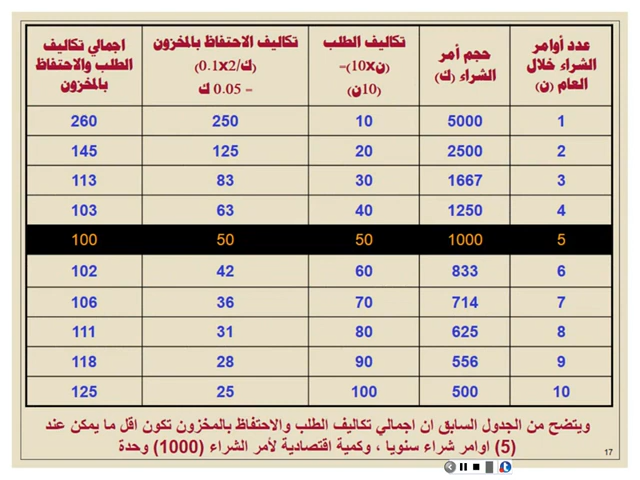 عدد أوامر الشراء خلال العام (ن) | حجم أمر الشراء (ك) | تكاليف الطلب (ن×10)= (10ن) | تكاليف الاحتفاظ بالمخزون (ك/2×0.1) = 0.05 ك | اجمالي تكاليف الطلب والاحتفاظ بالمخزون
1 | 5000 | 10 | 250 | 260
2 | 2500 | 20 | 125 | 145
3 | 1667 | 30 | 83 | 113
4 | 1250 | 40 | 63 | 103
5 | 1000 | 50 | 50 | 100
6 | 833 | 60 | 42 | 102
7 | 714 | 70 | 36 | 106
8 | 625 | 80 | 31 | 111
9 | 556 | 90 | 28 | 118
10 | 500 | 100 | 25 | 125
ويتضح من الجدول السابق ان اجمالي تكاليف الطلب والاحتفاظ بالمخزون تكون اقل ما يمكن عند
(5) اوامر شراء سنويا ، وكمية اقتصادية لأمر الشراء (1000) وحدة
17